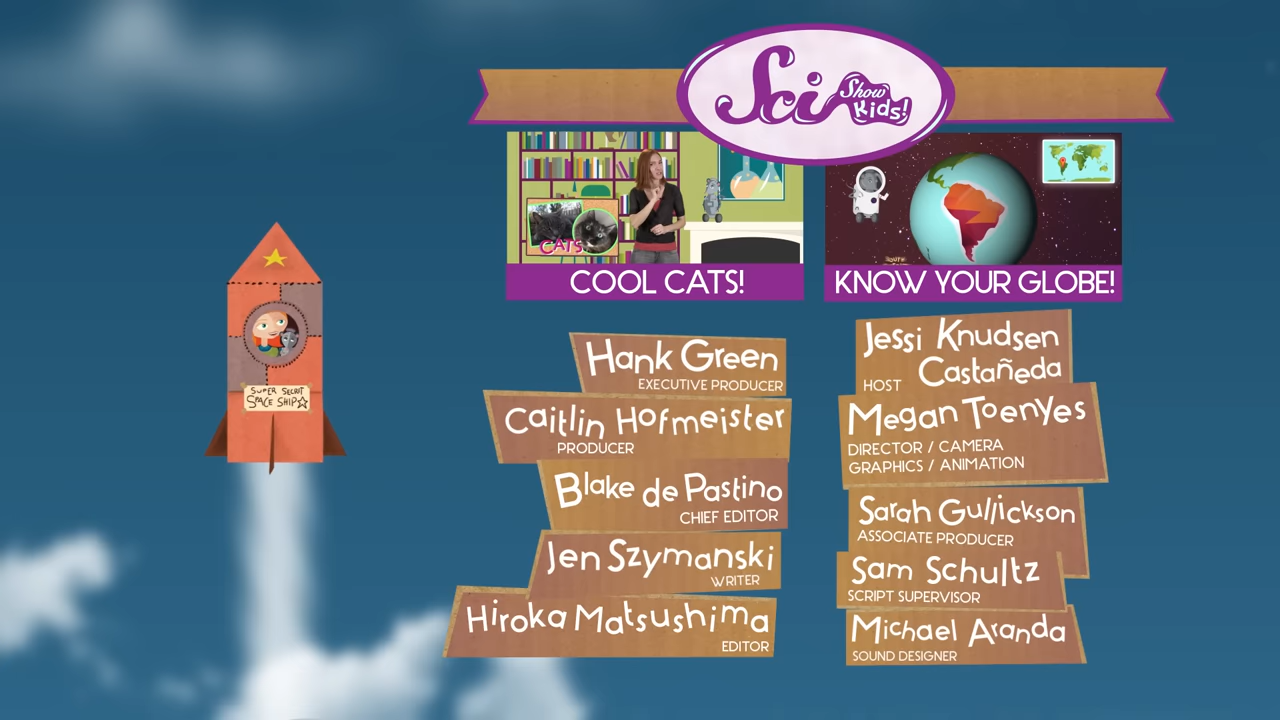 Sci Show Kids!
CATS
COOL CATS!
KNOW YOUR GLOBE!
SUPER SECRET
SPACE SHIP
Hank Green
EXECUTIVE PRODUCER
Caitlin Hofmeister
PRODUCER
Blake de Pastino
CHIEF EDITOR
Jen Szymanski
WRITER
Hiroka Matsushima
EDITOR
Jessi Knudsen
HOST Castañeda
Megan Toenyes
DIRECTOR / CAMERA
GRAPHICS / ANIMATION
Sarah Gullickson
ASSOCIATE PRODUCER
Sam Schultz
SCRIPT SUPERVISOR
Michael Aranda
SOUND DESIGNER